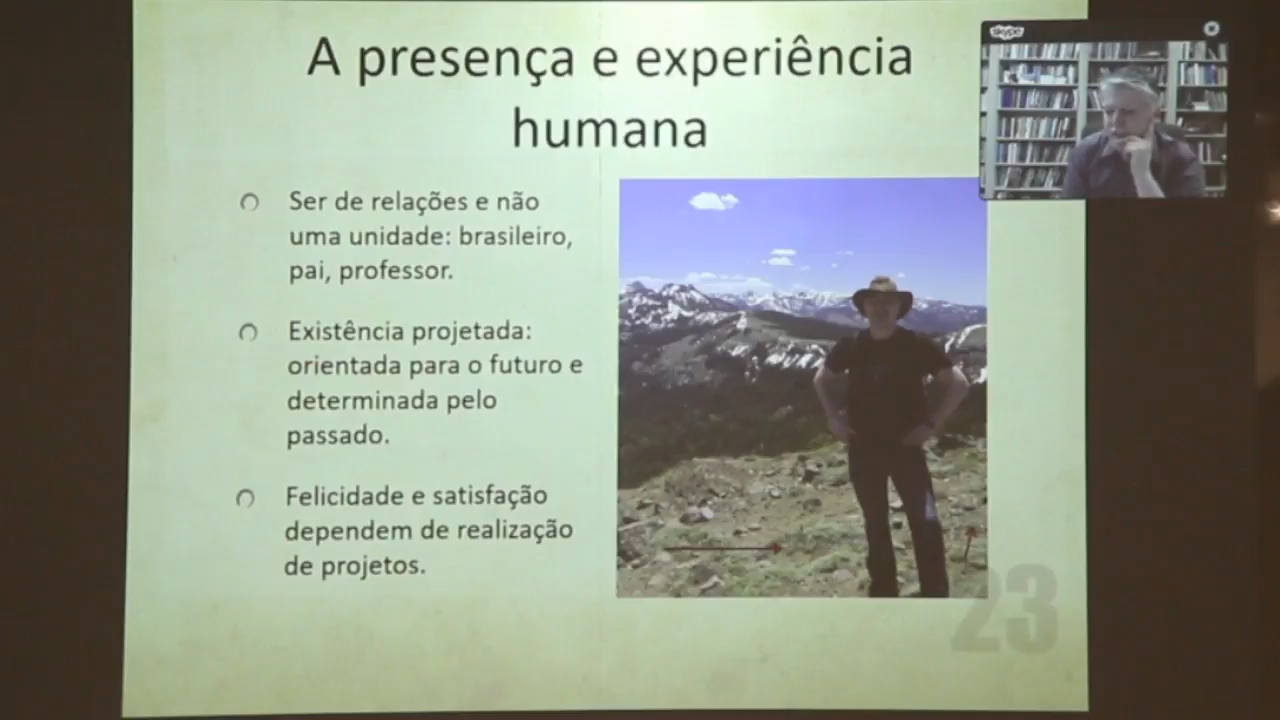 A presença e experiência
humana
skype
Ser de relações e não
uma unidade: brasileiro,
pai, professor.
Existência projetada:
orientada para o futuro e
determinada pelo
passado.
Felicidade e satisfação
dependem de realização
de projetos.
23